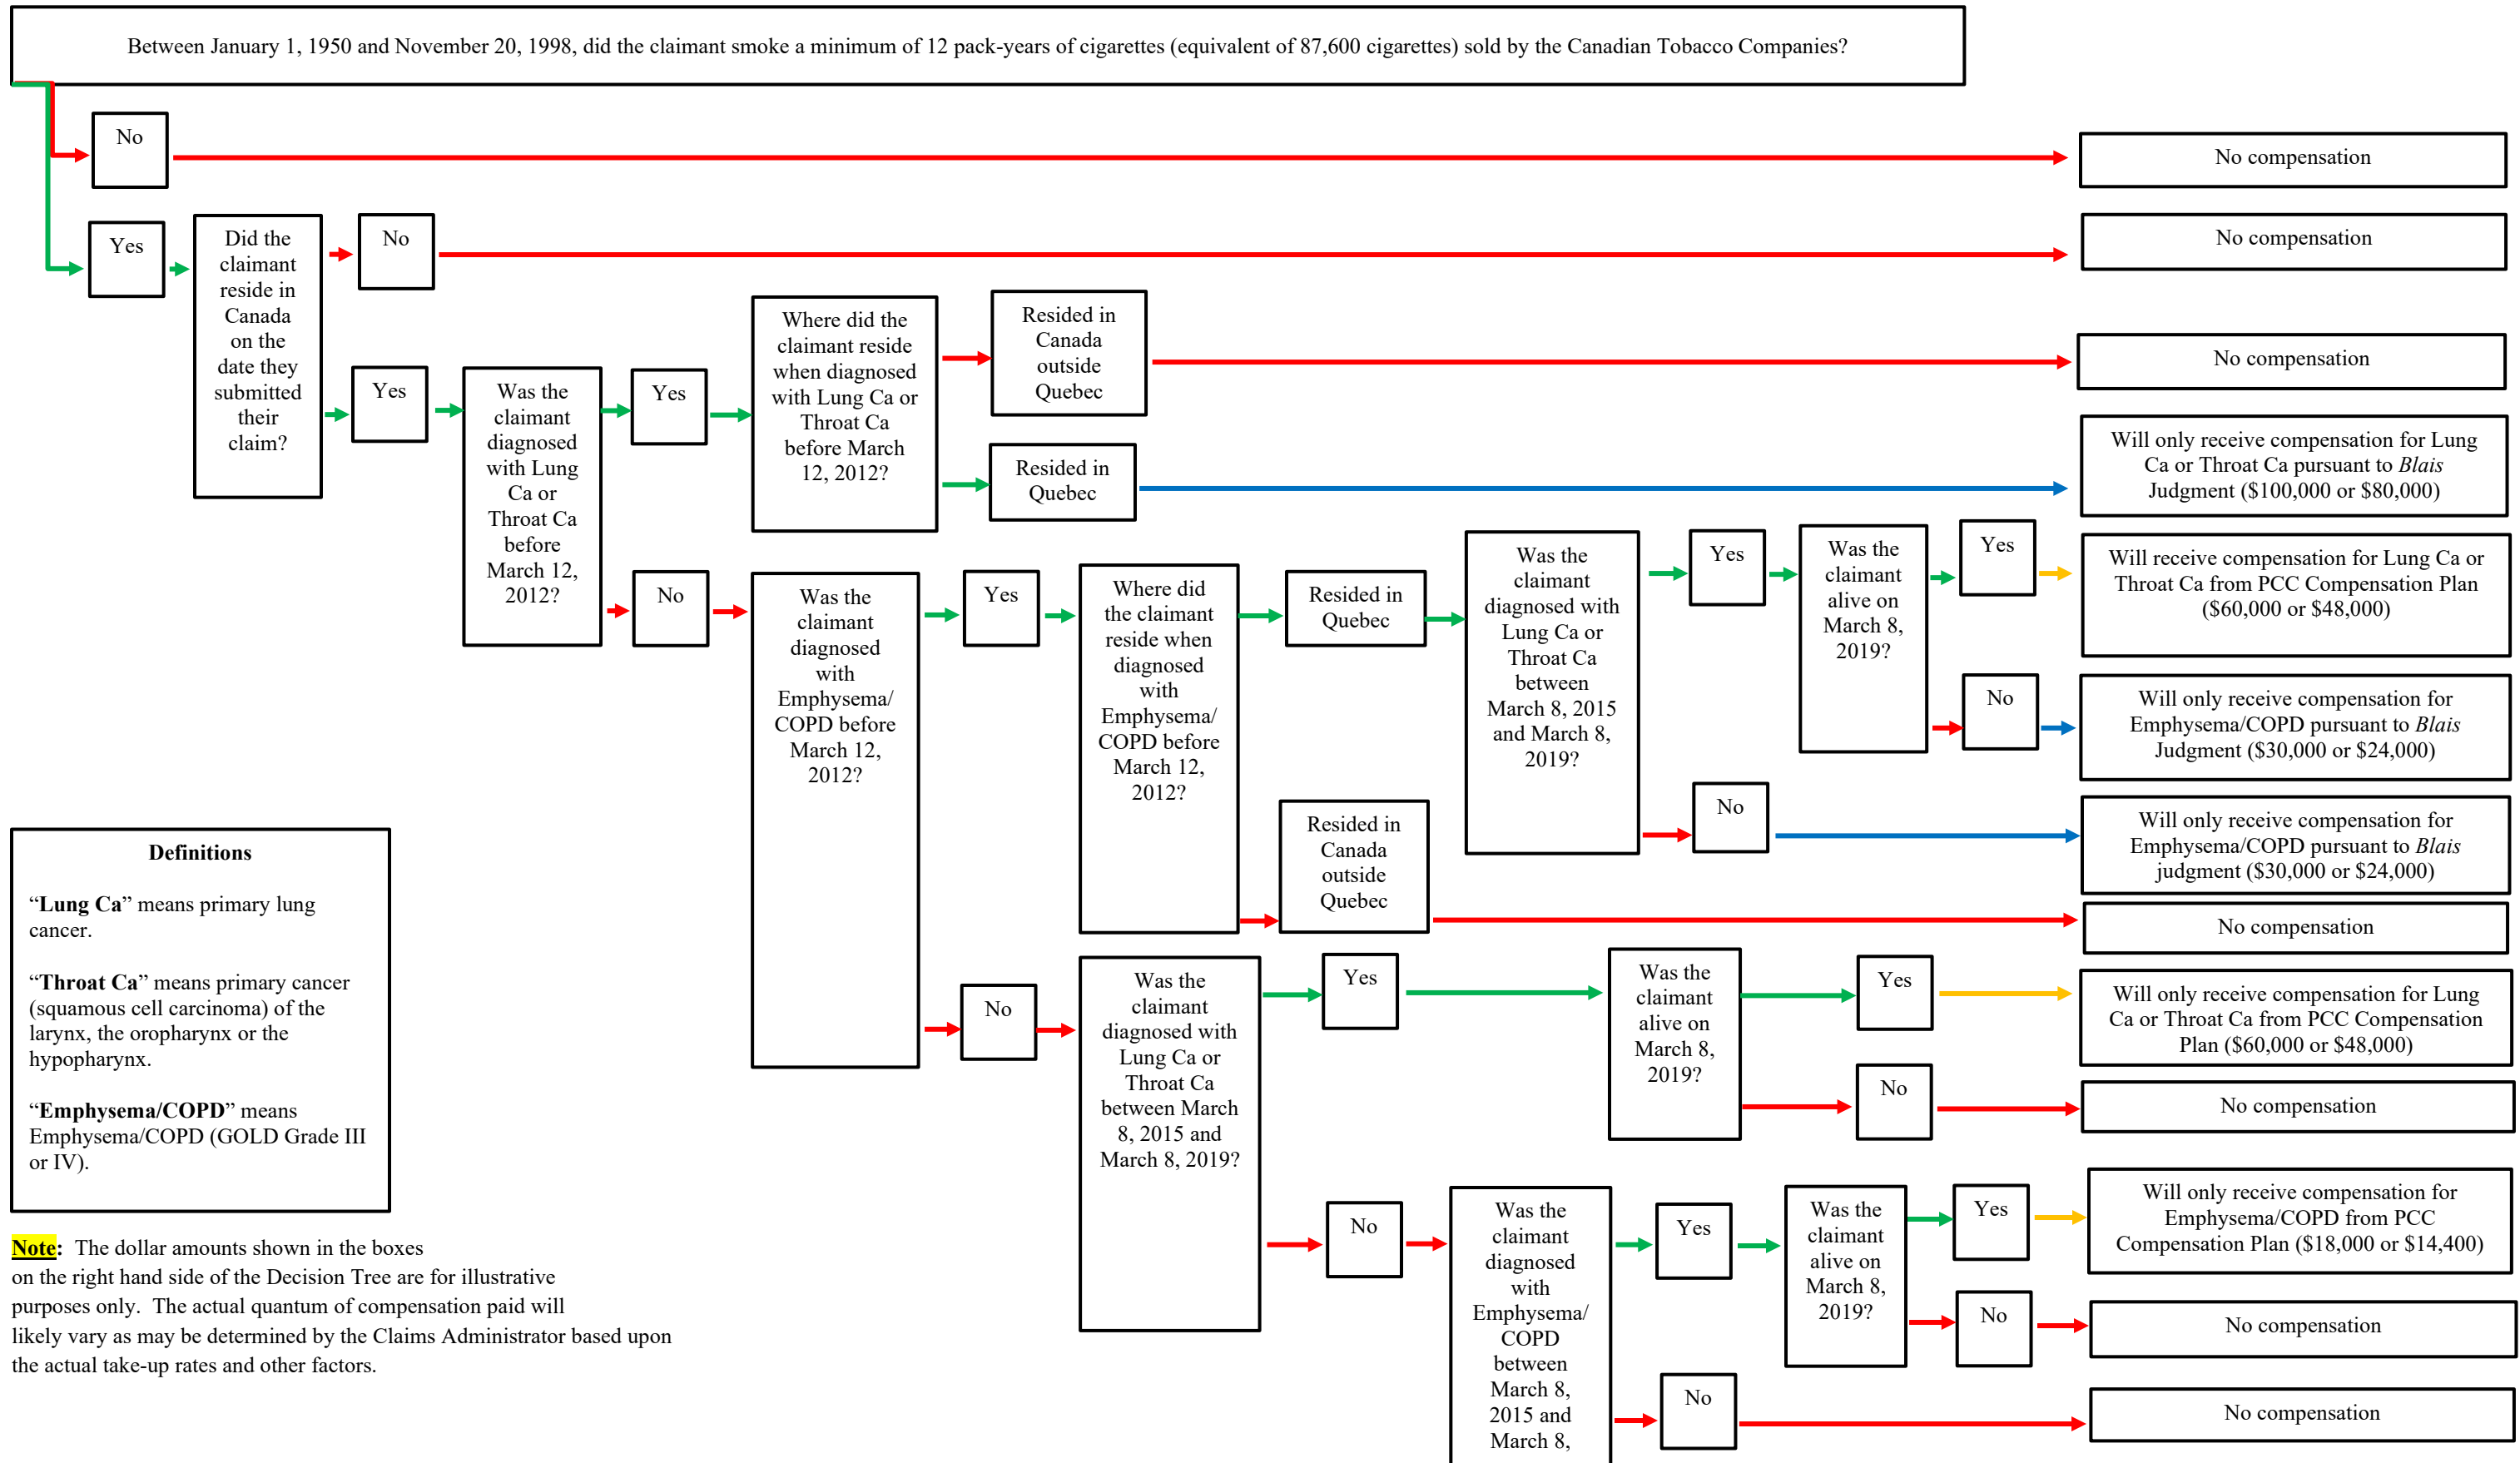 Between January 1, 1950 and November 20, 1998, did the claimant smoke a minimum of 12 pack-years of cigarettes (equivalent of 87,600 cigarettes) sold by the Canadian Tobacco Companies?
No
No compensation
Yes
Did the
claimant
reside in
Canada
on the
date they
submitted
their
claim?
No
No compensation
Yes
Was the
claimant
diagnosed
with Lung
Ca or
Throat Ca
before
March 12,
2012?
Yes
Where did the
claimant reside
when diagnosed
with Lung Ca or
Throat Ca
before March
12, 2012?
Resided in
Canada
outside
Quebec
No compensation
Resided in
Quebec
Will only receive compensation for Lung
Ca or Throat Ca pursuant to Blais
Judgment ($100,000 or $80,000)
No
Was the
claimant
diagnosed
with
Emphysema/
COPD before
March 12,
2012?
Yes
Where did
the claimant
reside when
diagnosed
with
Emphysema/
COPD before
March 12,
2012?
Resided in
Quebec
Was the
claimant
diagnosed with
Lung Ca or
Throat Ca
between
March 8, 2015
and March 8,
2019?
Yes
Was the
claimant
alive on
March 8,
2019?
Yes
Will receive compensation for Lung Ca or
Throat Ca from PCC Compensation Plan
($60,000 or $48,000)
No
Will only receive compensation for
Emphysema/COPD pursuant to Blais
Judgment ($30,000 or $24,000)
No
Will only receive compensation for
Emphysema/COPD pursuant to Blais
judgment ($30,000 or $24,000)
Resided in
Canada
outside
Quebec
No compensation
No
Was the
claimant
diagnosed with
Lung Ca or
Throat Ca
between March
8, 2015 and
March 8, 2019?
Yes
Was the
claimant
alive on
March 8,
2019?
Yes
Will only receive compensation for Lung
Ca or Throat Ca from PCC Compensation
Plan ($60,000 or $48,000)
No
No compensation
No
Was the
claimant
diagnosed
with
Emphysema/
COPD
between
March 8,
2015 and
March 8,
Yes
Was the
claimant
alive on
March 8,
2019?
Yes
Will only receive compensation for
Emphysema/COPD from PCC
Compensation Plan ($18,000 or $14,400)
No
No compensation
No
No compensation
Definitions
“Lung Ca” means primary lung
cancer.
“Throat Ca” means primary cancer
(squamous cell carcinoma) of the
larynx, the oropharynx or the
hypopharynx.
“Emphysema/COPD” means
Emphysema/COPD (GOLD Grade III
or IV).
Note: The dollar amounts shown in the boxes
on the right hand side of the Decision Tree are for illustrative
purposes only. The actual quantum of compensation paid will
likely vary as may be determined by the Claims Administrator based upon
the actual take-up rates and other factors.